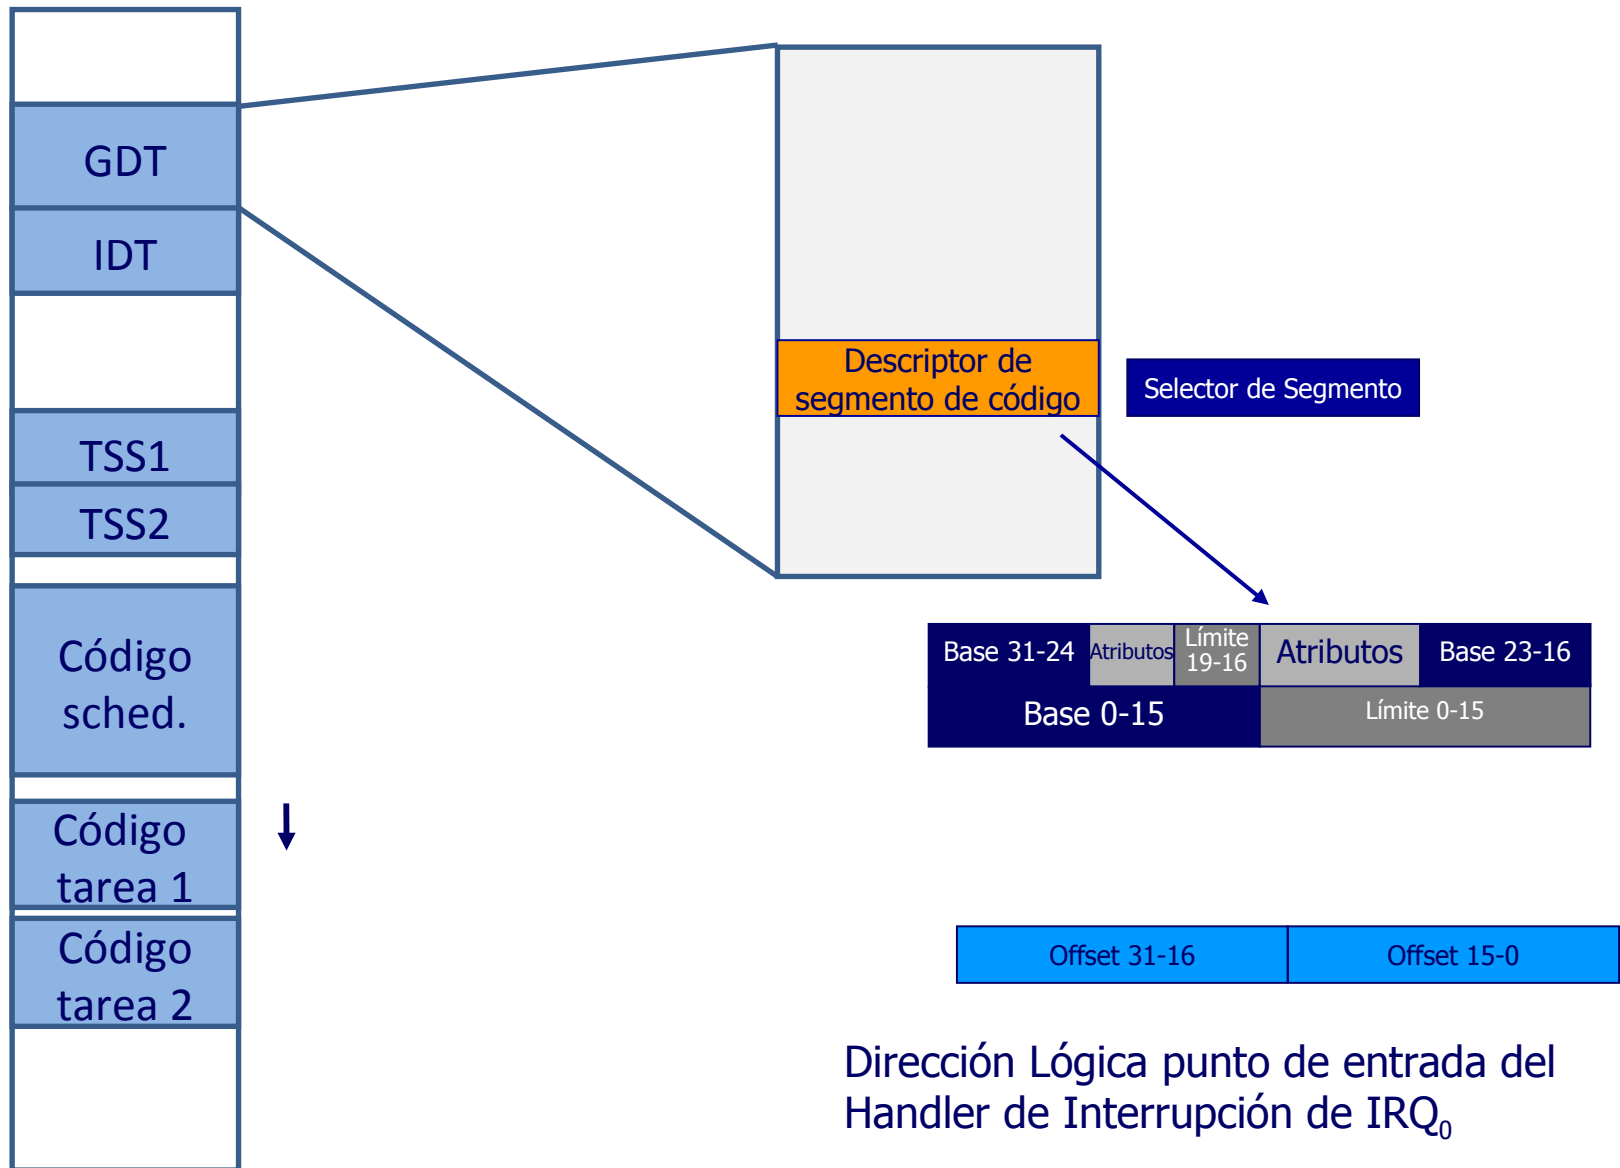 GDT
IDT
TSS1
TSS2
Código
sched.
Código
tarea 1
Código
tarea 2
Descriptor de
segmento de código
Selector de Segmento
Base 31-24
Atributos
Límite
19-16
Atributos
Base 23-16
Base 0-15
Límite 0-15
Offset 31-16
Offset 15-0
Dirección Lógica punto de entrada del
Handler de Interrupción de IRQ₀